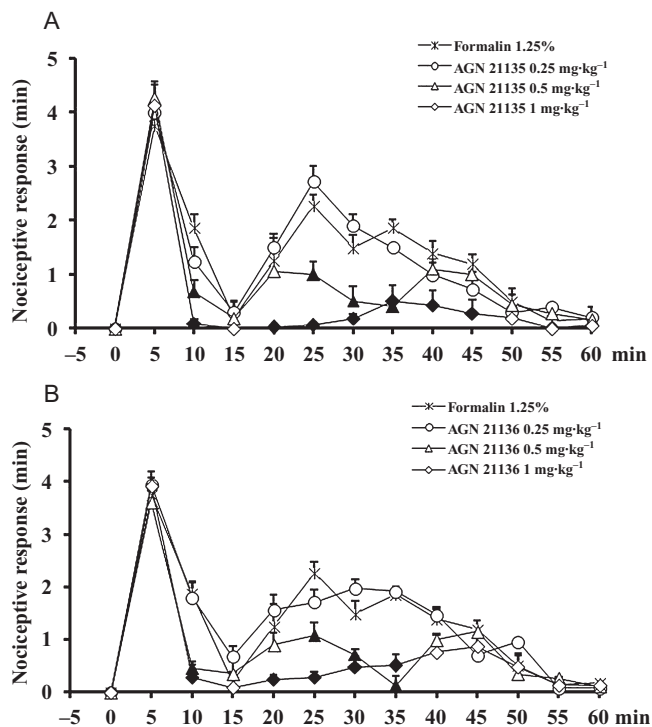 A
Nociceptive response (min)
5
4
3
2
1
0
Formalin 1.25%
AGN 21135 0.25 mg·kg⁻¹
AGN 21135 0.5 mg·kg⁻¹
AGN 21135 1 mg·kg⁻¹
−5 0 5 10 15 20 25 30 35 40 45 50 55 60 min
B
Nociceptive response (min)
5
4
3
2
1
0
Formalin 1.25%
AGN 21136 0.25 mg·kg⁻¹
AGN 21136 0.5 mg·kg⁻¹
AGN 21136 1 mg·kg⁻¹
−5 0 5 10 15 20 25 30 35 40 45 50 55 60 min